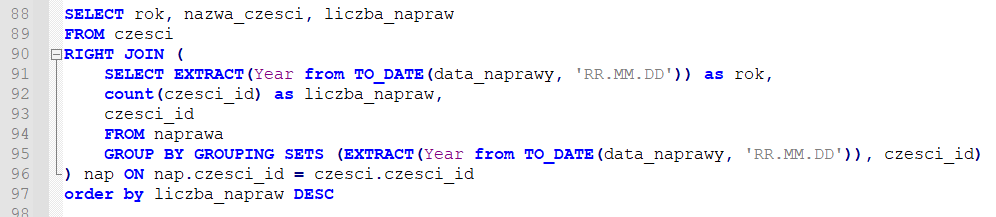 88 SELECT rok, nazwa_czesci, liczba_napraw
89 FROM czesci
90 RIGHT JOIN (
91 SELECT EXTRACT(Year from TO_DATE(data_naprawy, 'RR.MM.DD')) as rok,
92 count(czesci_id) as liczba_napraw,
93 czesci_id
94 FROM naprawa
95 GROUP BY GROUPING SETS (EXTRACT(Year from TO_DATE(data_naprawy, 'RR.MM.DD')), czesci_id)
96 ) nap ON nap.czesci_id = czesci.czesci_id
97 order by liczba_napraw DESC
98